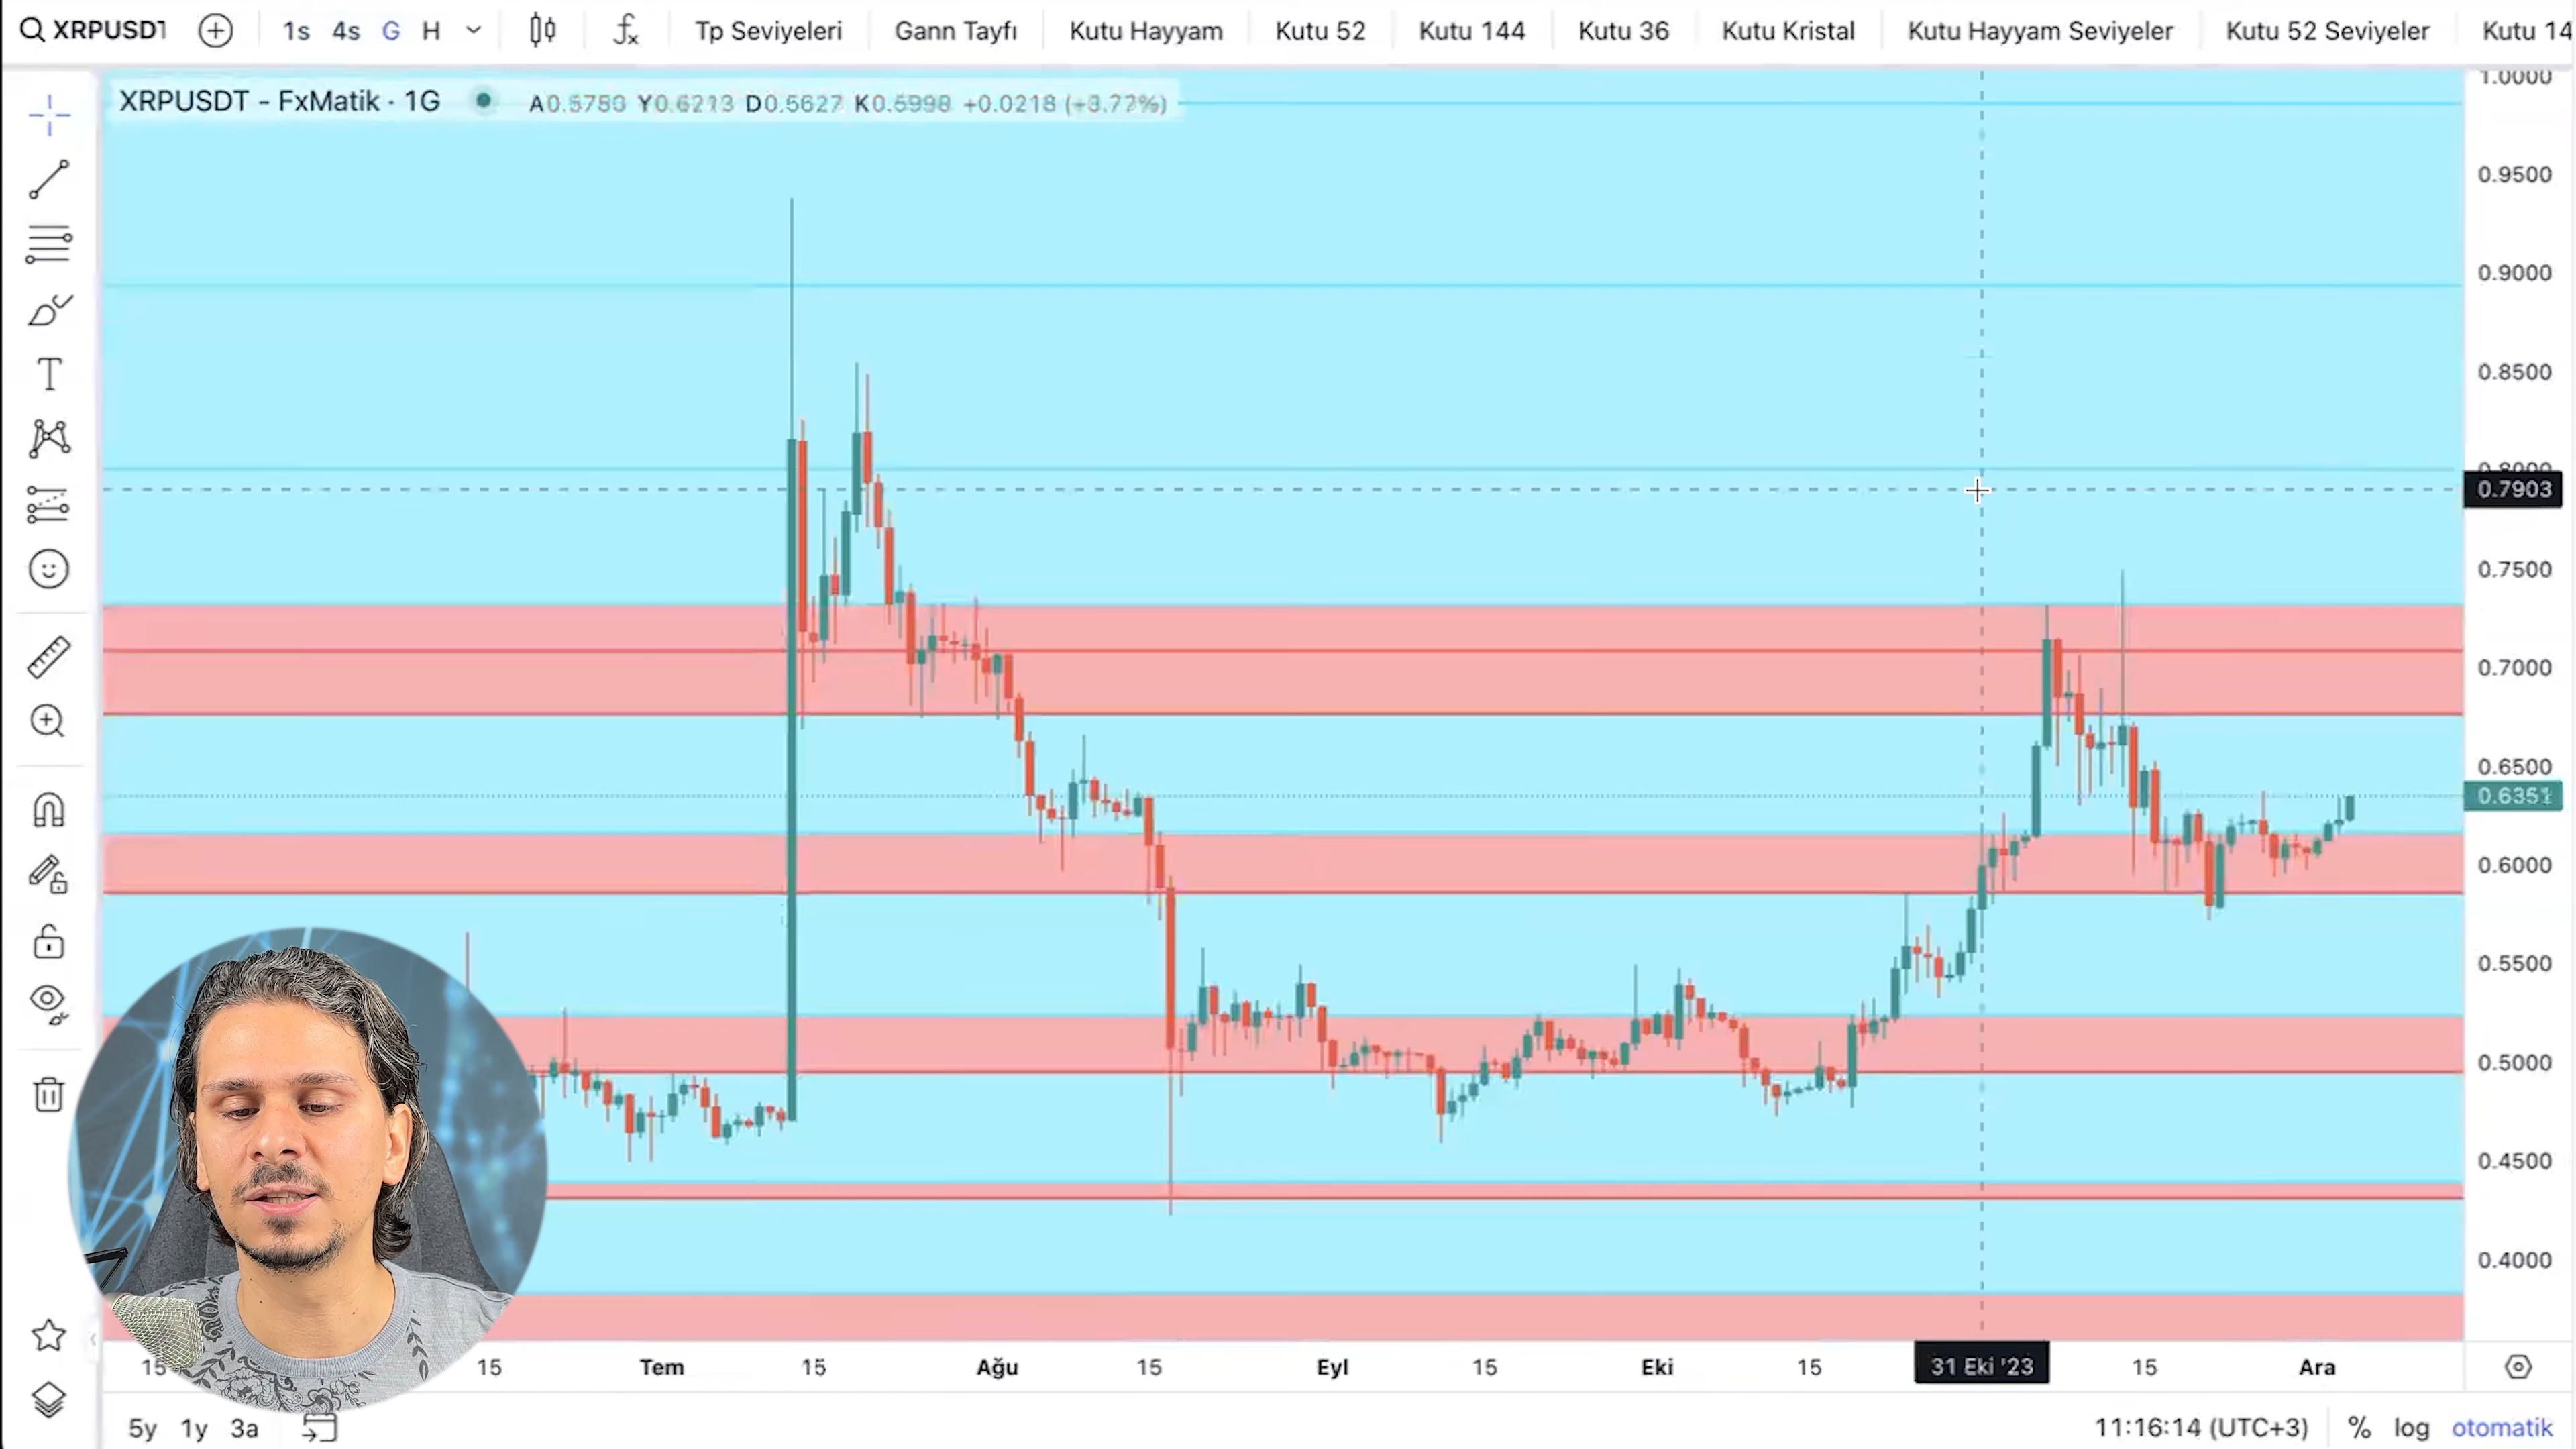 XRPUSDT
1s 4s G H
Tp Seviyeleri Gann Tayfı Kutu Hayyam Kutu 52 Kutu 144 Kutu 36 Kutu Kristal Kutu Hayyam Seviyeler Kutu 52 Seviyeler Kutu 14
XRPUSDT - FxMatik · 1G A0.5750 Y0.6213 D0.5627 K0.5998 +0.0218 (+3.77%)
1.0000
0.9500
0.9000
0.8500
0.8000
0.7903
0.7500
0.7000
0.6500
0.6000
0.5500
0.5000
0.4500
0.4000
15 15 Tem 15 Ağu 15 Eyl 15 Eki 15 31 Eki '23 15 Ara
5y 1y 3a 11:16:14 (UTC+3) % log otomatik